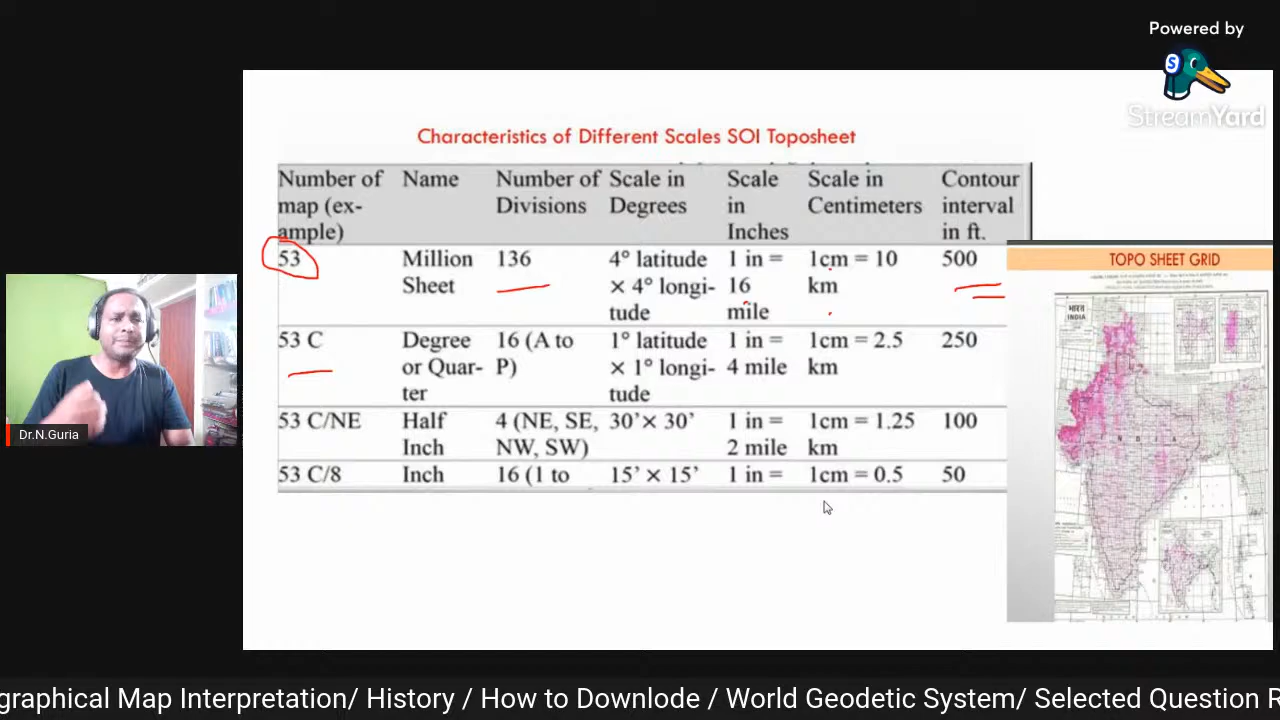 Powered by
S
StreamYard
Characteristics of Different Scales SOI Toposheet
Number of map (ex-ample) Name Number of Divisions Scale in Degrees Scale in Inches Scale in Centimeters Contour interval in ft.
53 Million Sheet 136 4° latitude × 4° longi-tude 1 in = 16 mile 1cm = 10 km 500
53 C Degree or Quar-ter 16 (A to P) 1° latitude × 1° longi-tude 1 in = 4 mile 1cm = 2.5 km 250
53 C/NE Half Inch 4 (NE, SE, NW, SW) 30’× 30’ 1 in = 2 mile 1cm = 1.25 km 100
53 C/8 Inch 16 (1 to 15’ × 15’ 1 in = 1cm = 0.5 50
TOPO SHEET GRID
भारत
INDIA
INDIA
Dr.N.Guria
graphical Map Interpretation/ History / How to Downlode / World Geodetic System/ Selected Question R